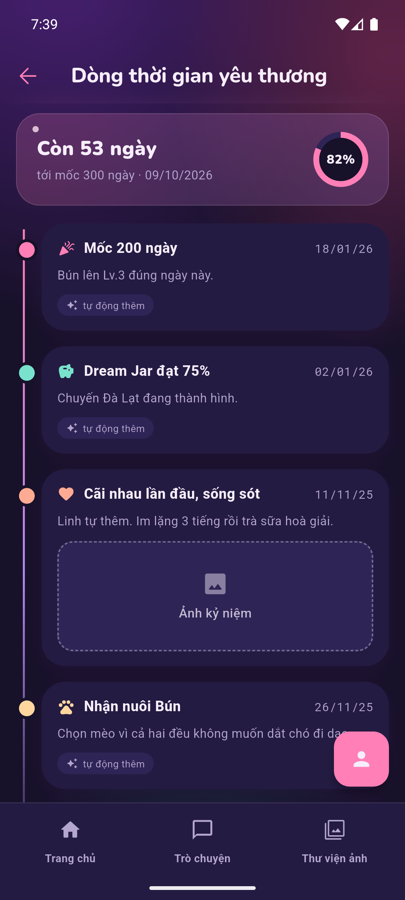 7:39
Dòng thời gian yêu thương
Còn 53 ngày
tới mốc 300 ngày · 09/10/2026
82%
Mốc 200 ngày 18/01/26
Bún lên Lv.3 đúng ngày này.
tự động thêm
Dream Jar đạt 75% 02/01/26
Chuyến Đà Lạt đang thành hình.
tự động thêm
Cãi nhau lần đầu, sống sót 11/11/25
Linh tự thêm. Im lặng 3 tiếng rồi trà sữa hoà giải.
Ảnh kỷ niệm
Nhận nuôi Bún 26/11/25
Chọn mèo vì cả hai đều không muốn dắt chó đi
tự động thêm
Trang chủ Trò chuyện Thư viện ảnh